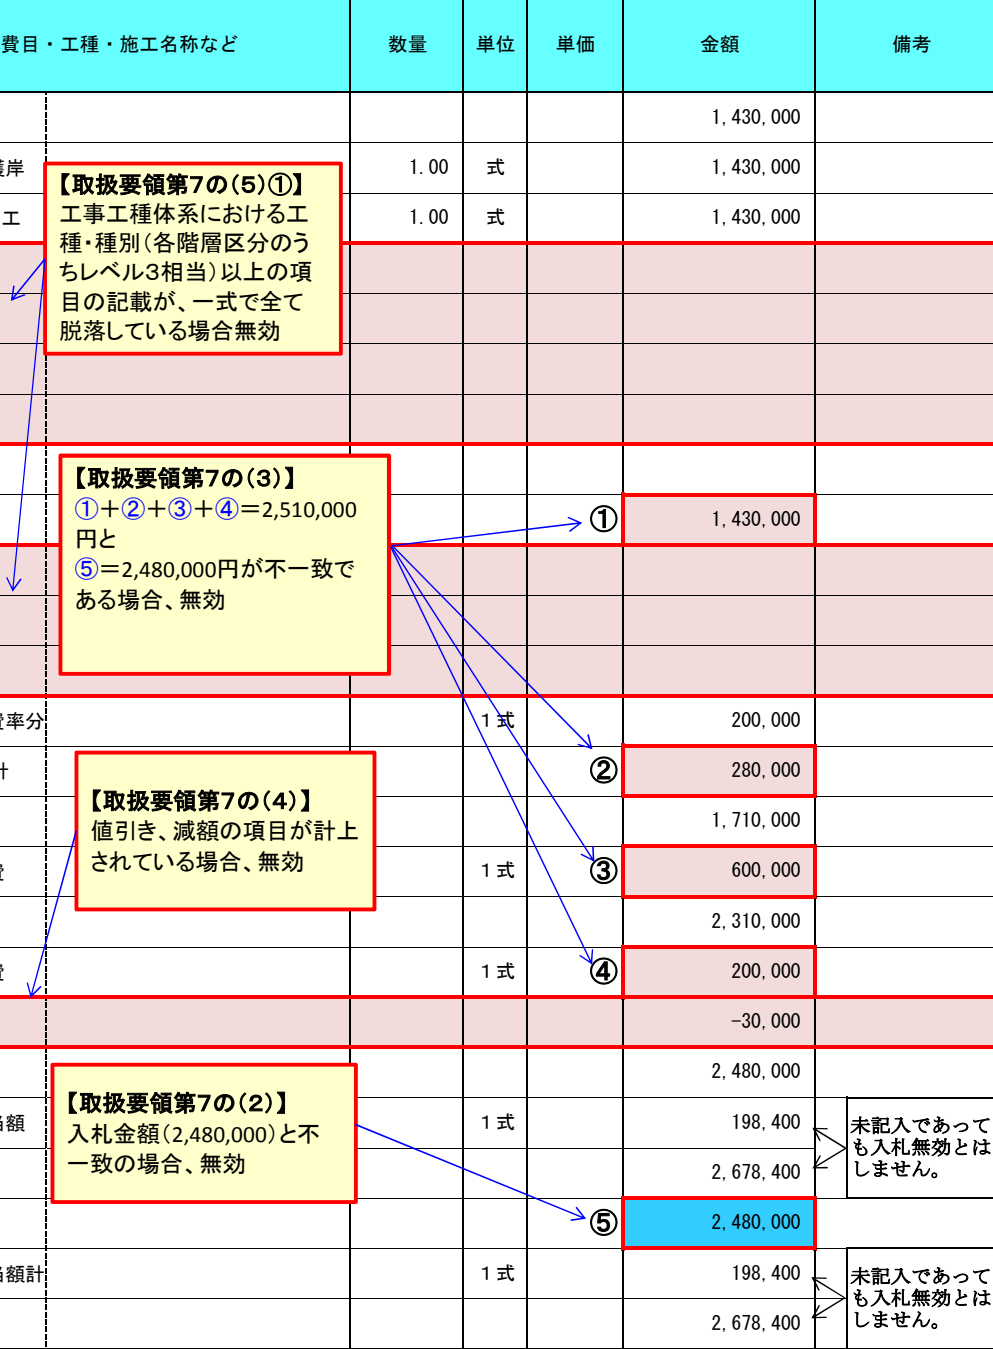 費目・工種・施工名称など 数量 単位 単価 金額 備考
1,430,000
岸 1.00 式 1,430,000
工 1.00 式 1,430,000
【取扱要領第7の(5)①】
工事工種体系における工
種・種別(各階層区分のう
ちレベル3相当)以上の項
目の記載が、一式で全て
脱落している場合無効
【取扱要領第7の(3)】
①+②+③+④=2,510,000
円と
⑤=2,480,000円が不一致で
ある場合、無効
① 1,430,000
率分 1式 200,000
② 280,000
1,710,000
【取扱要領第7の(4)】
値引き、減額の項目が計上
されている場合、無効
1式 ③ 600,000
2,310,000
1式 ④ 200,000
-30,000
2,480,000
【取扱要領第7の(2)】
入札金額(2,480,000)と不
一致の場合、無効
額 1式 198,400
2,678,400
未記入であって
も入札無効とは
しません。
⑤ 2,480,000
額計 1式 198,400
2,678,400
未記入であって
も入札無効とは
しません。